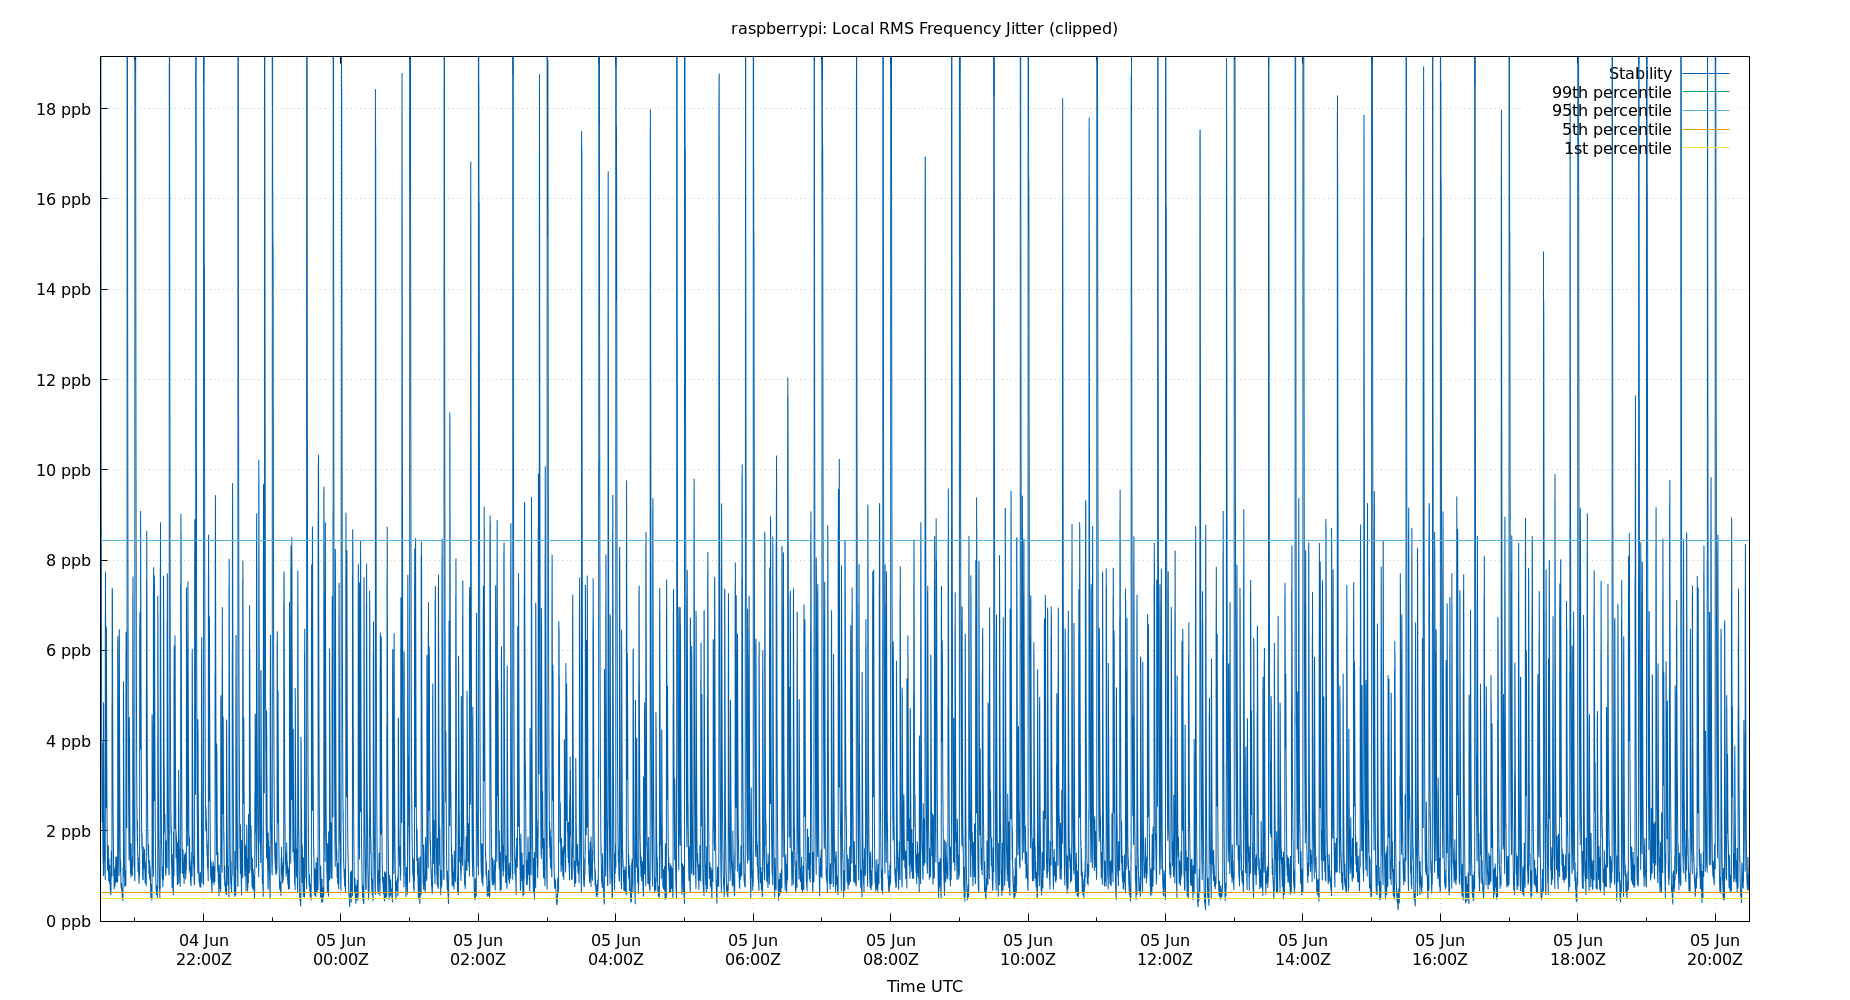 raspberrypi: Local RMS Frequency Jitter (clipped)
Stability
99th percentile
95th percentile
5th percentile
1st percentile
18 ppb
16 ppb
14 ppb
12 ppb
10 ppb
8 ppb
6 ppb
4 ppb
2 ppb
0 ppb
04 Jun 05 Jun 05 Jun 05 Jun 05 Jun 05 Jun 05 Jun 05 Jun 05 Jun 05 Jun 05 Jun 05 Jun
22:00Z 00:00Z 02:00Z 04:00Z 06:00Z 08:00Z 10:00Z 12:00Z 14:00Z 16:00Z 18:00Z 20:00Z
Time UTC